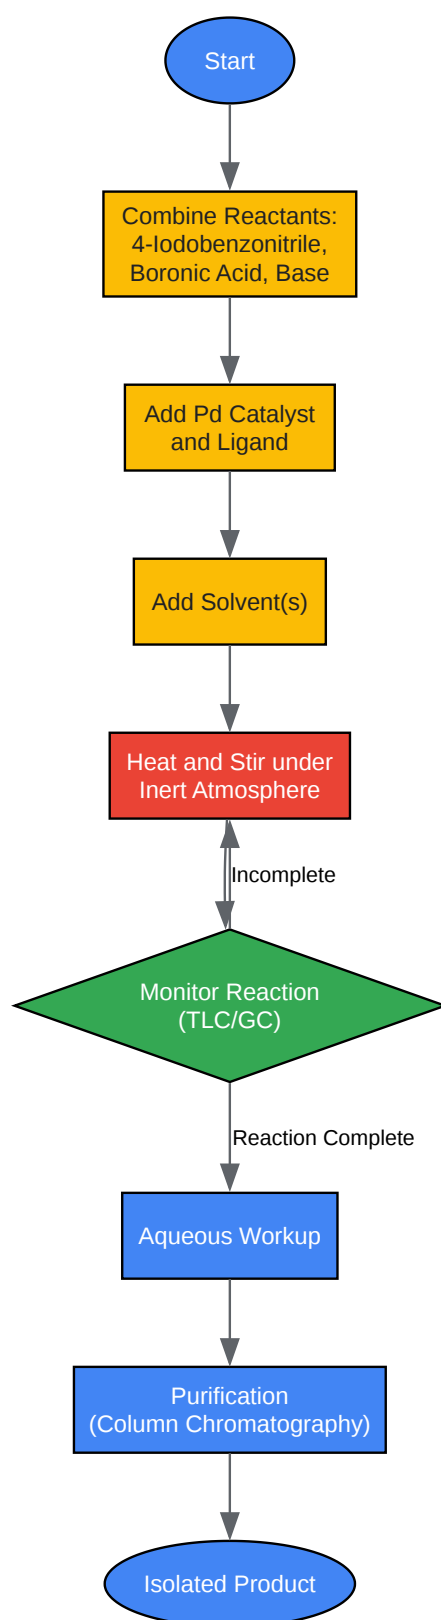 Start
Combine Reactants:
4-Iodobenzonitrile,
Boronic Acid, Base
Add Pd Catalyst
and Ligand
Add Solvent(s)
Heat and Stir under
Inert Atmosphere
Incomplete
Monitor Reaction
(TLC/GC)
Reaction Complete
Aqueous Workup
Purification
(Column Chromatography)
Isolated Product